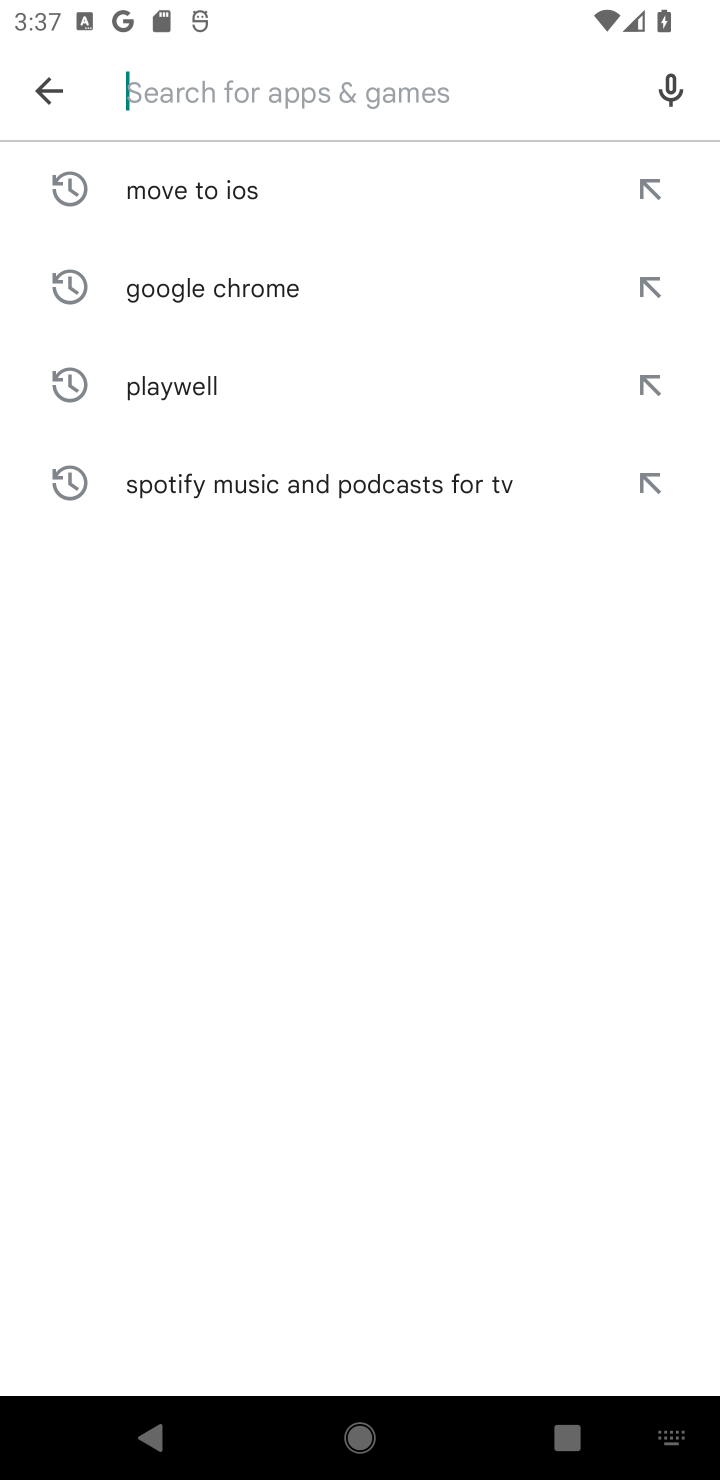 3:37
Search for apps & games
move to ios
google chrome
playwell
spotify music and podcasts for tv